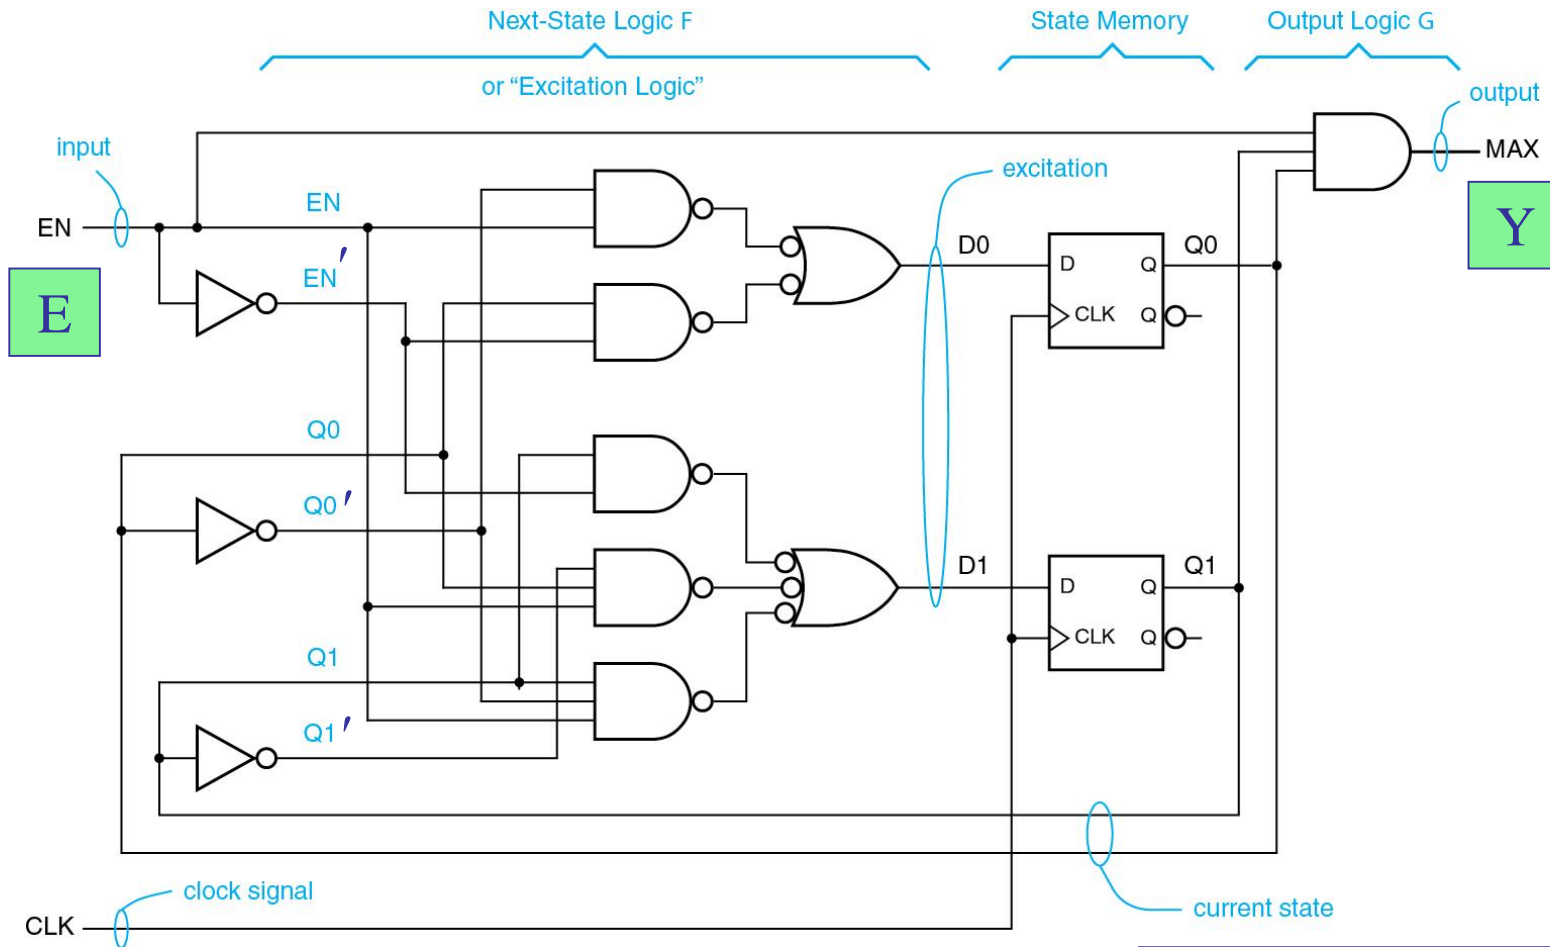 Next-State Logic F
or “Excitation Logic”
State Memory
Output Logic G
output
input
MAX
excitation
EN
EN
Y
EN′
E
D0
Q0
D
Q
CLK
Q
Q0
Q0′
D1
Q1
D
Q
CLK
Q
Q1
Q1′
clock signal
current state
CLK